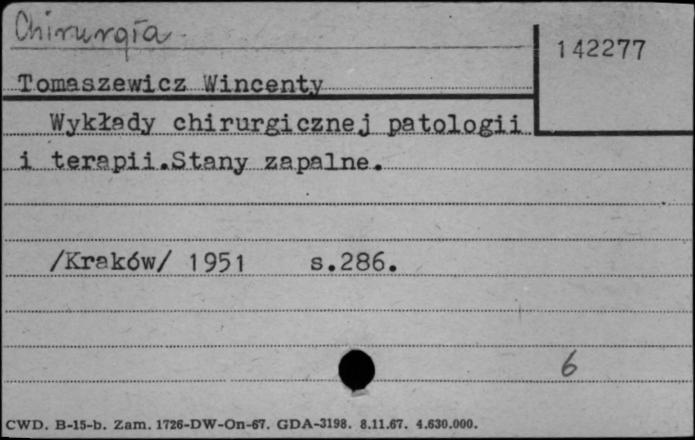 Chirurgia
142277
Tomaszewicz Wincenty
Wykłady chirurgicznej patologii
i terapii.Stany zapalne.
/Kraków/ 1951 s.286.
6
CWD. B-15-b. Zam. 1726-DW-On-67. GDA-3198. 8.11.67. 4.630.000.